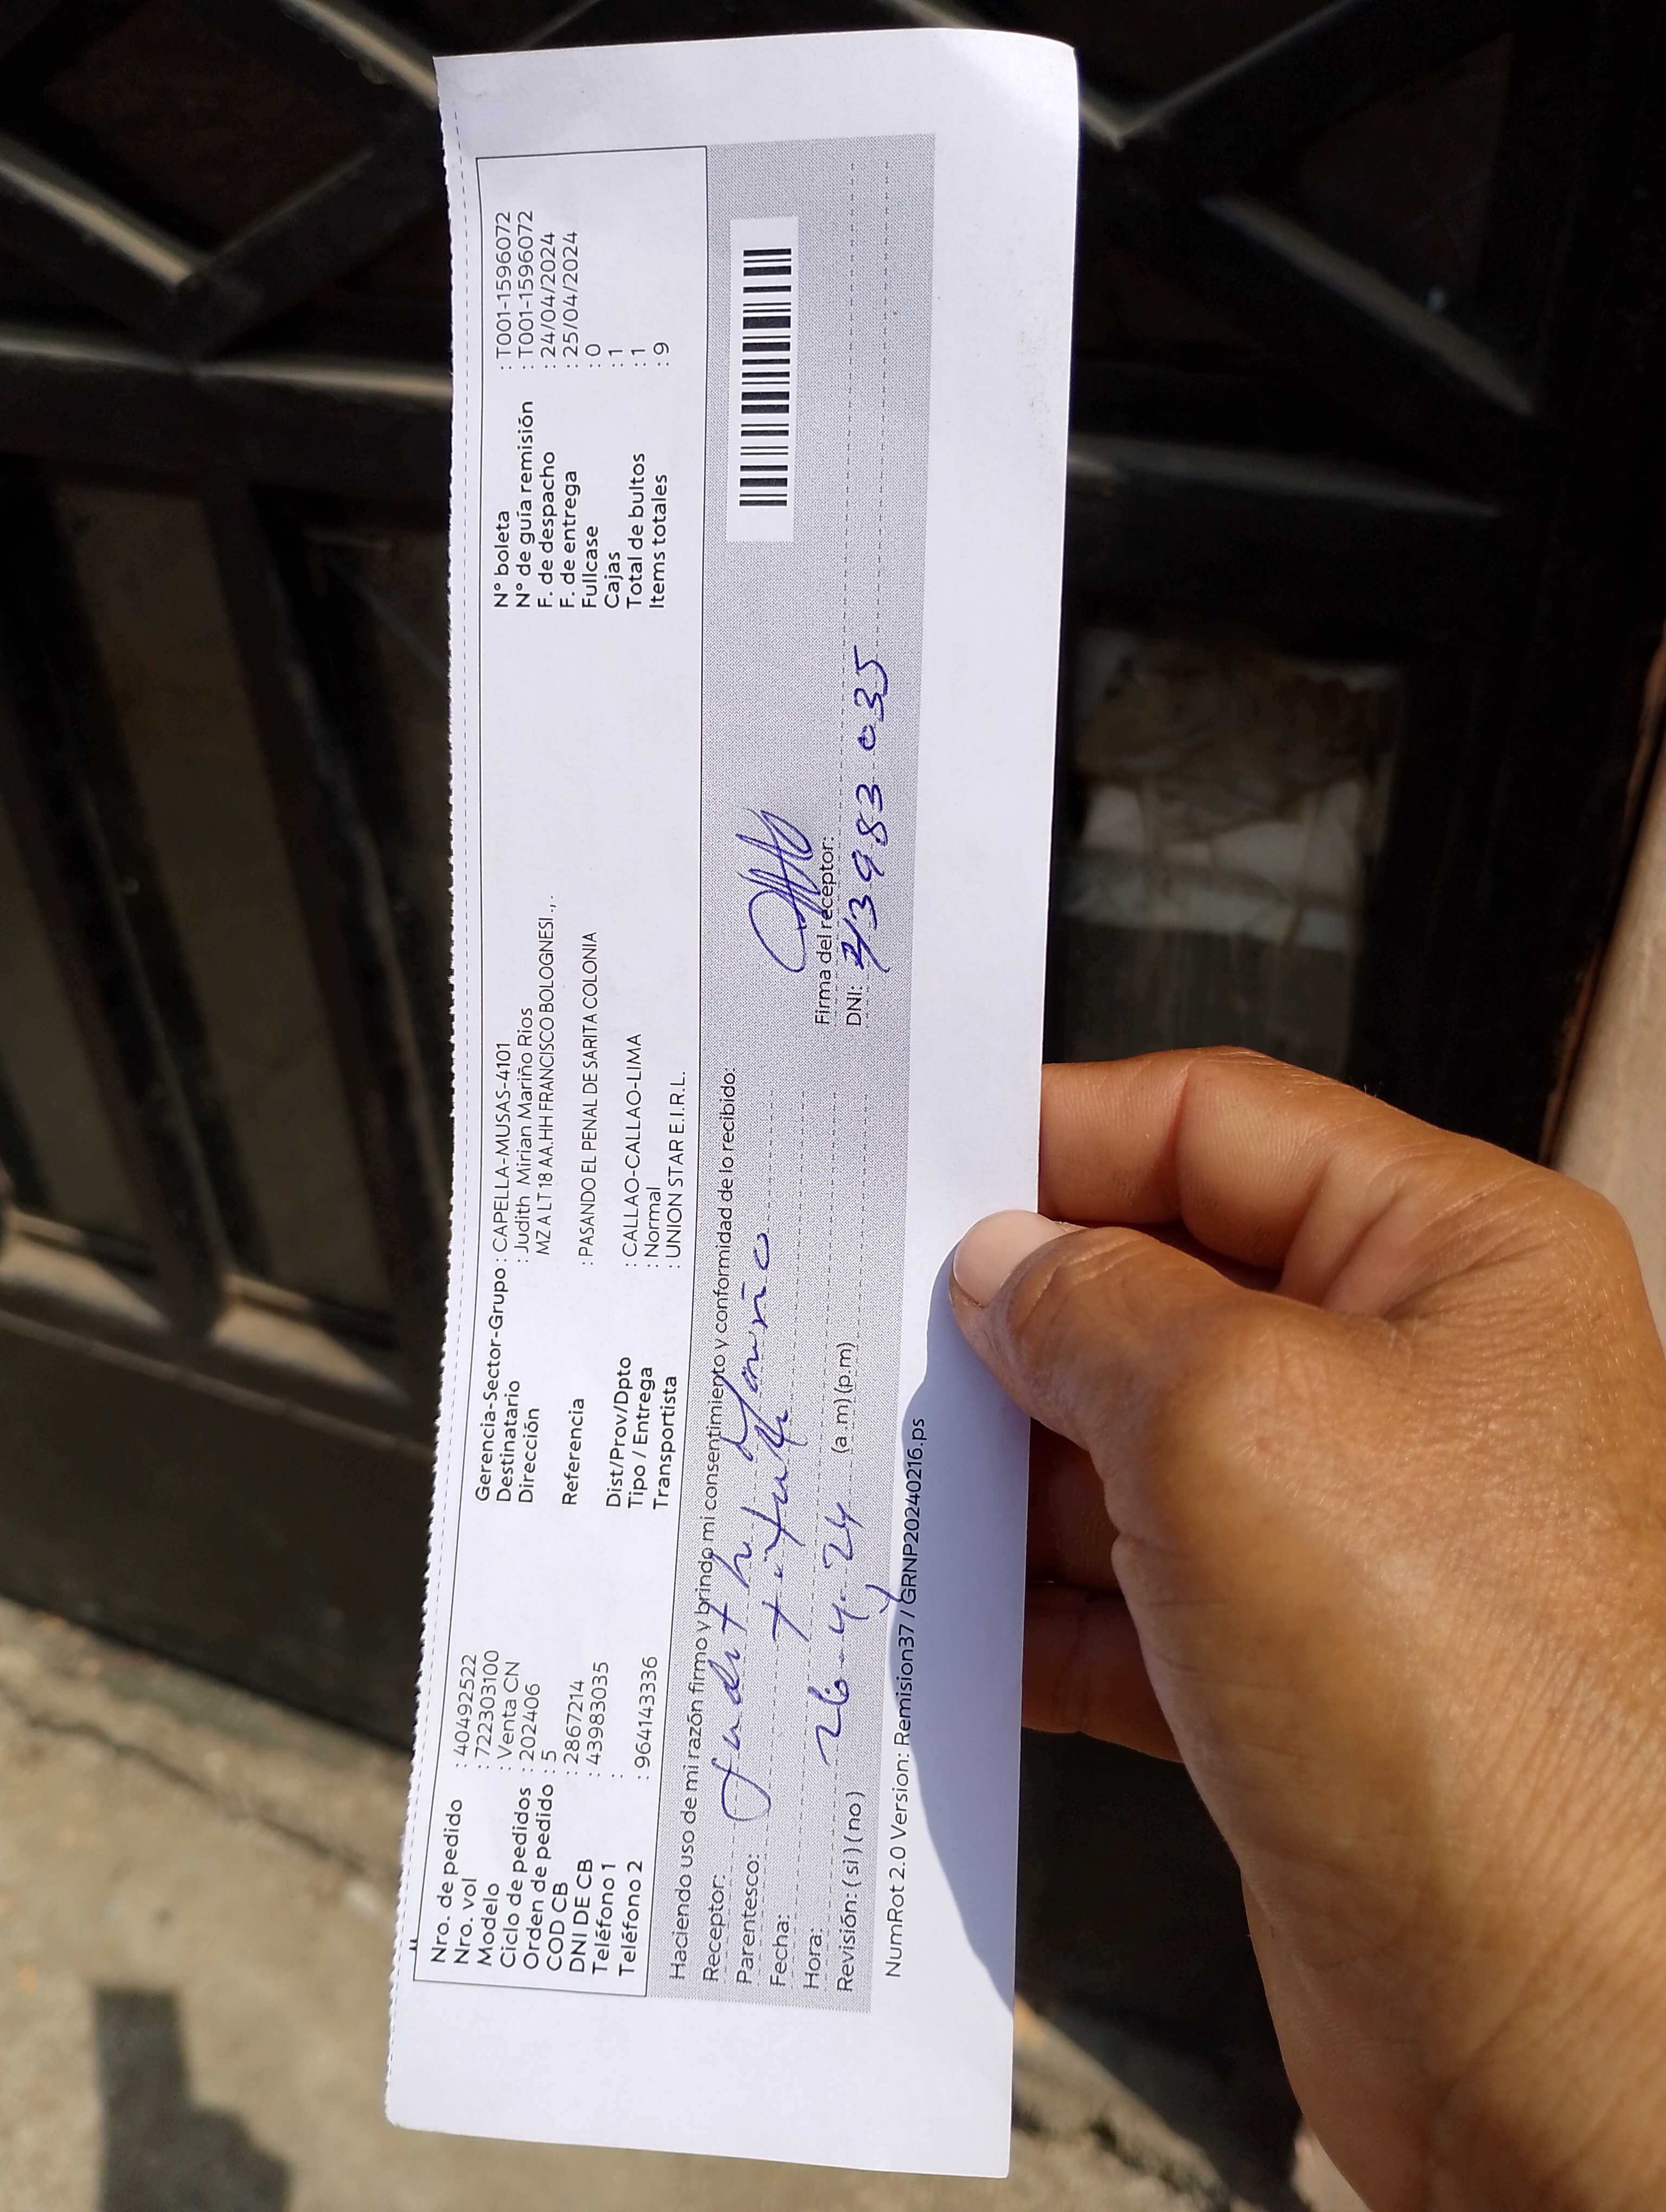 Nro. de pedido : 40492522
Nro. vol : 722303100
Modelo : Venta CN
Ciclo de pedidos : 202406
Orden de pedido : 5
COD CB : 2867214
DNI DE CB : 43983035
Teléfono 1 :
Teléfono 2 : 964143336
Gerencia-Sector-Grupo : CAPELLA-MUSAS-4101
Destinatario : Judith Mirian Mariño Rios
Dirección MZ A LT 18 AA.HH FRANCISCO BOLOGNESI .,.
Referencia : PASANDO EL PENAL DE SARITA COLONIA
Dist/Prov/Dpto : CALLAO-CALLAO-LIMA
Tipo / Entrega : Normal
Transportista : UNION STAR E.I.R.L.
N° boleta : T001-1596072
N° de guía remisión : T001-1596072
F. de despacho : 24/04/2024
F. de entrega : 25/04/2024
Fullcase : 0
Cajas : 1
Total de bultos : 1
Items totales : 9
Haciendo uso de mi razón firmo y brindo mi consentimiento y conformidad de lo recibido:
Receptor: Judith Mariño
Parentesco: Titular
Fecha: 26-4-24
Hora: (a.m) (p.m)
Revisión: (si) (no)
Firma del receptor:
DNI: 43983035
NumRot 2.0 Version: Remision37 / GRNP20240216.ps